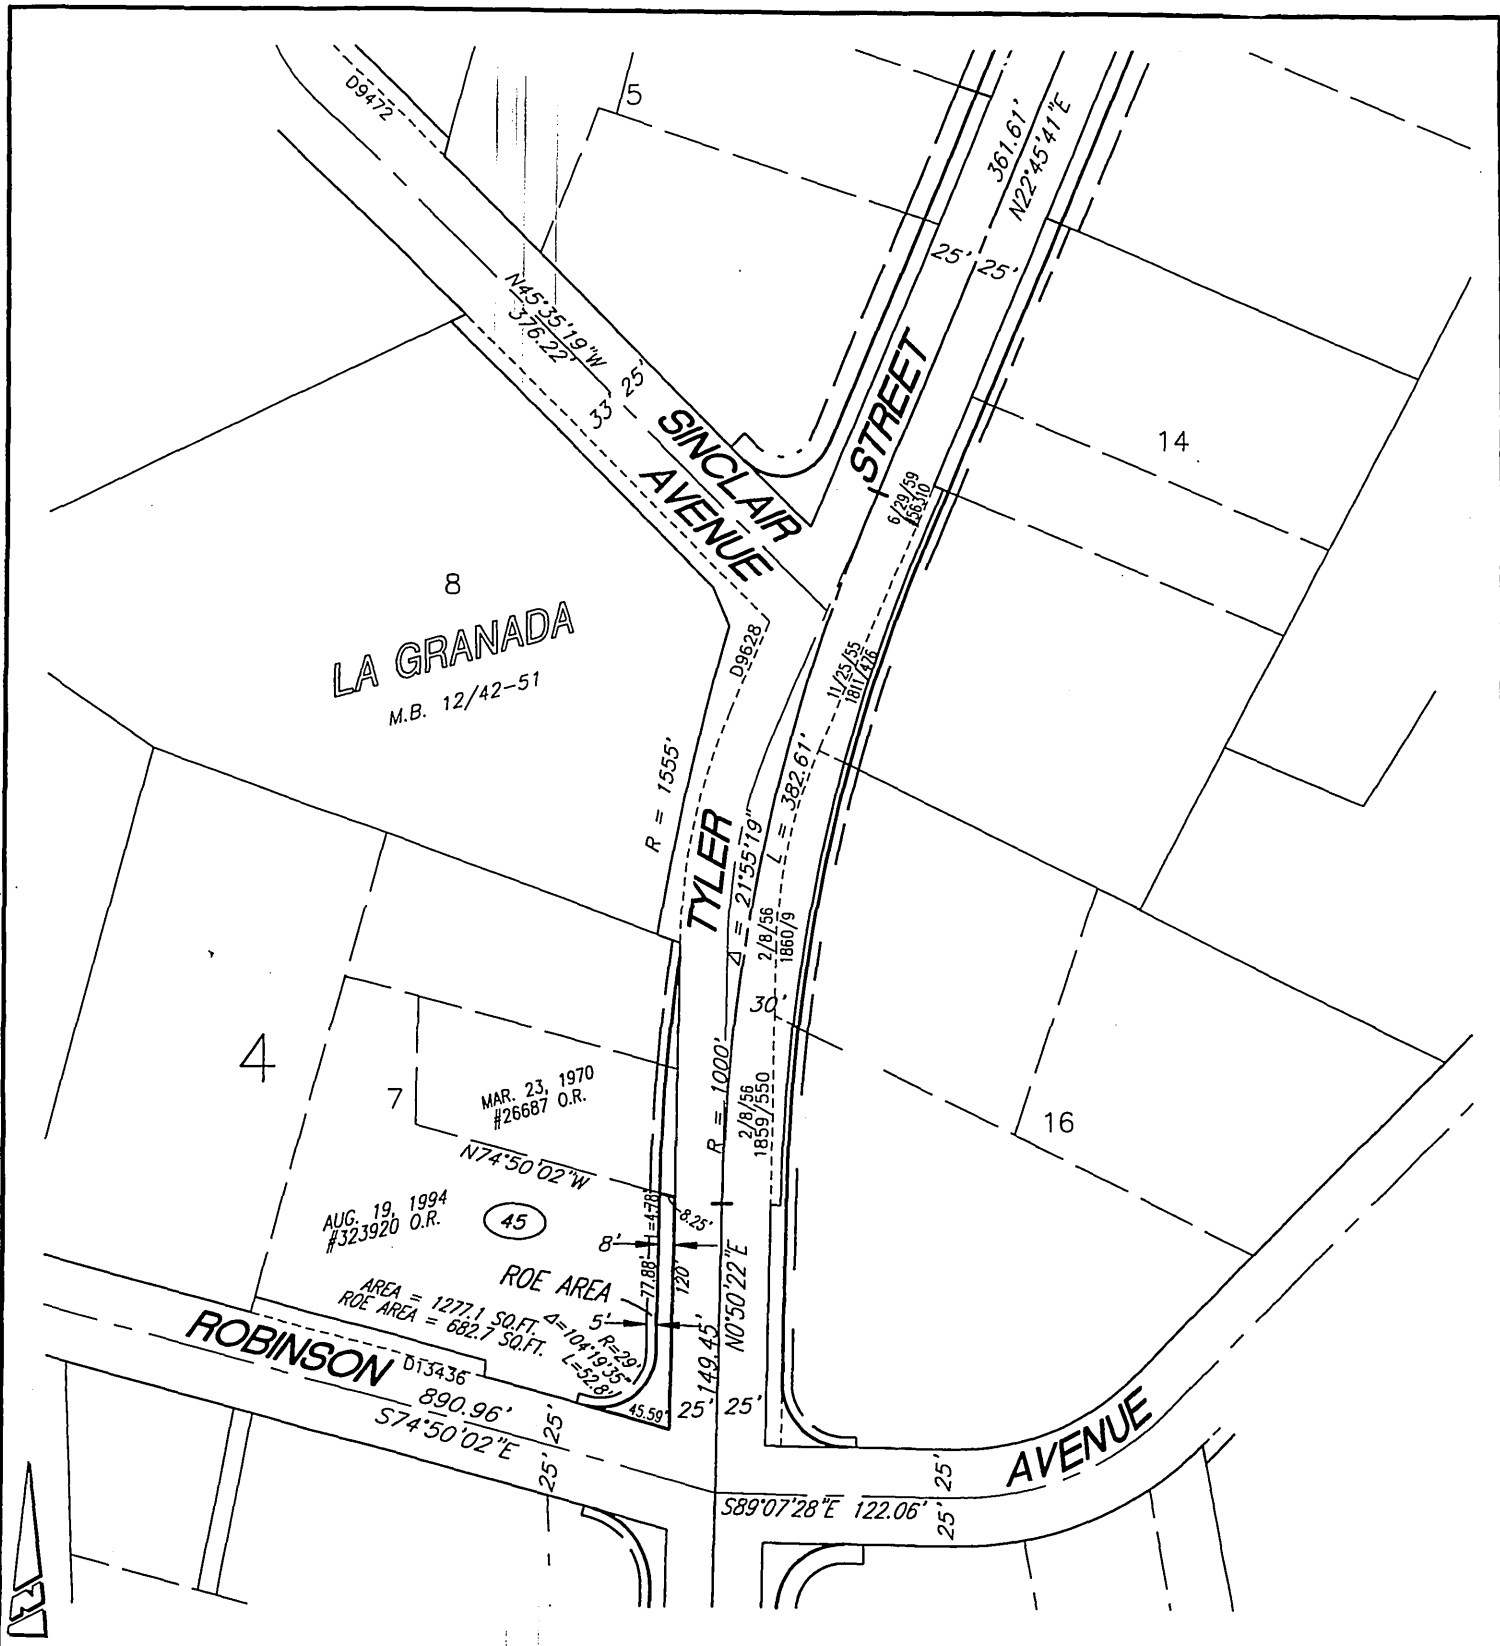 D9472
5
361.61'
N22°45'41"E
25' 25'
N45°35'19"W
376.22'
33' 25'
SINCLAIR
AVENUE
STREET
14
6/29/59
#56310
8
LA GRANADA
M.B. 12/42-51
D9628
11/25/55
1811/476
R = 1555'
TYLER
Δ = 21°55'19"
L = 382.61'
2/8/56
1860/9
30'
R = 1000'
2/8/56
1859/550
4
7
MAR. 23, 1970
#26687 O.R.
16
N74°50'02"W
AUG. 19, 1994
#323920 O.R.
45
L=4.78'
8.25'
8'
77.88'
120'
N0°50'22"E
149.45'
ROE AREA
AREA = 1277.1 SQ.FT.
ROE AREA = 682.7 SQ.FT.
5'
Δ=104°19'35"
R=29'
L=52.8'
45.59'
25' 25'
ROBINSON
D13436
890.96'
S74°50'02"E
25'
25'
AVENUE
S89°07'28"E 122.06'
25'
25'
N